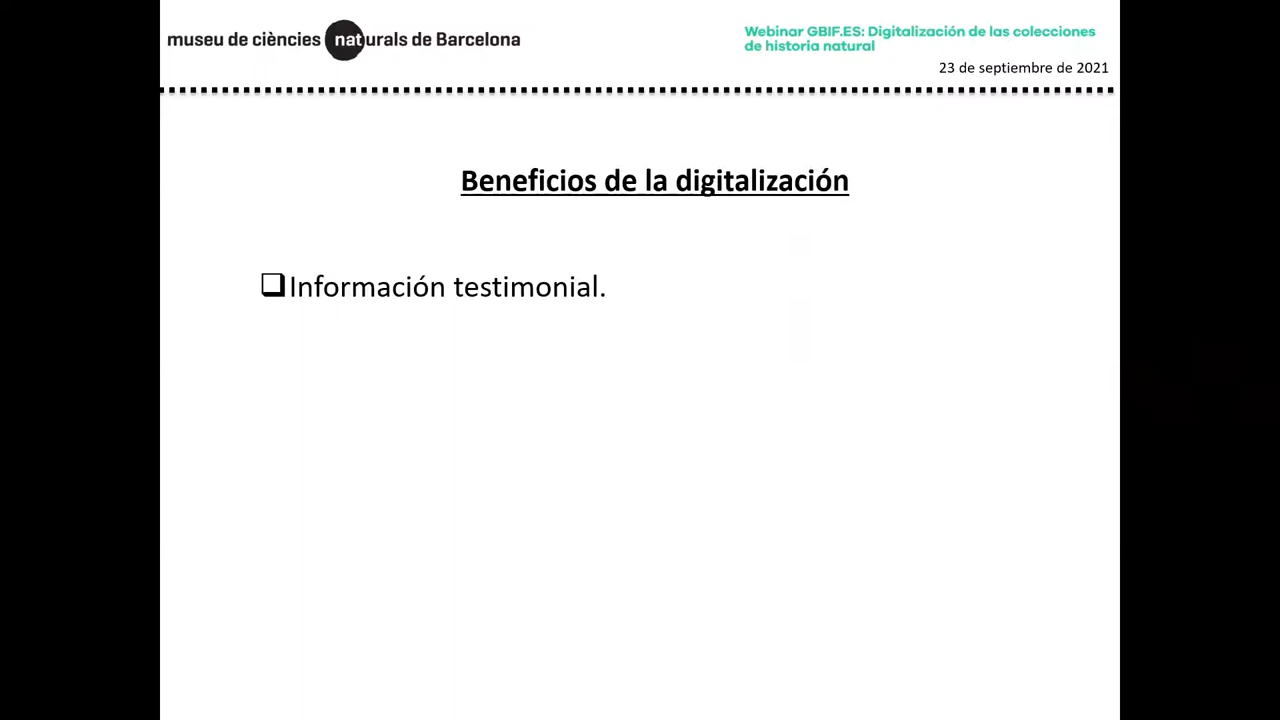 museu de ciències naturals de Barcelona
Webinar GBIF.ES: Digitalización de las colecciones
de historia natural
23 de septiembre de 2021
Beneficios de la digitalización
Información testimonial.